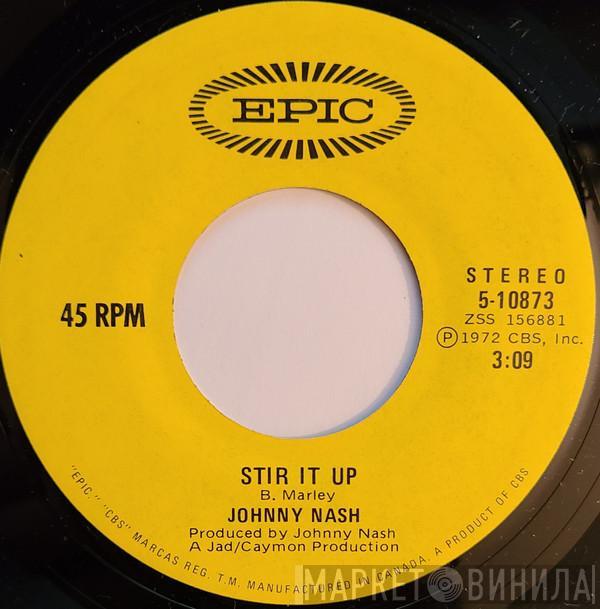 EPIC
45 RPM
STEREO
5-10873
ZSS 156881
Ⓟ1972 CBS, Inc.
3:09
STIR IT UP
B. Marley
JOHNNY NASH
Produced by Johnny Nash
A Jad/Caymon Production
"EPIC," "CBS" MARCAS REG. T.M. MANUFACTURED IN CANADA. A PRODUCT OF CBS
МАРКЕТ ВИНИЛА